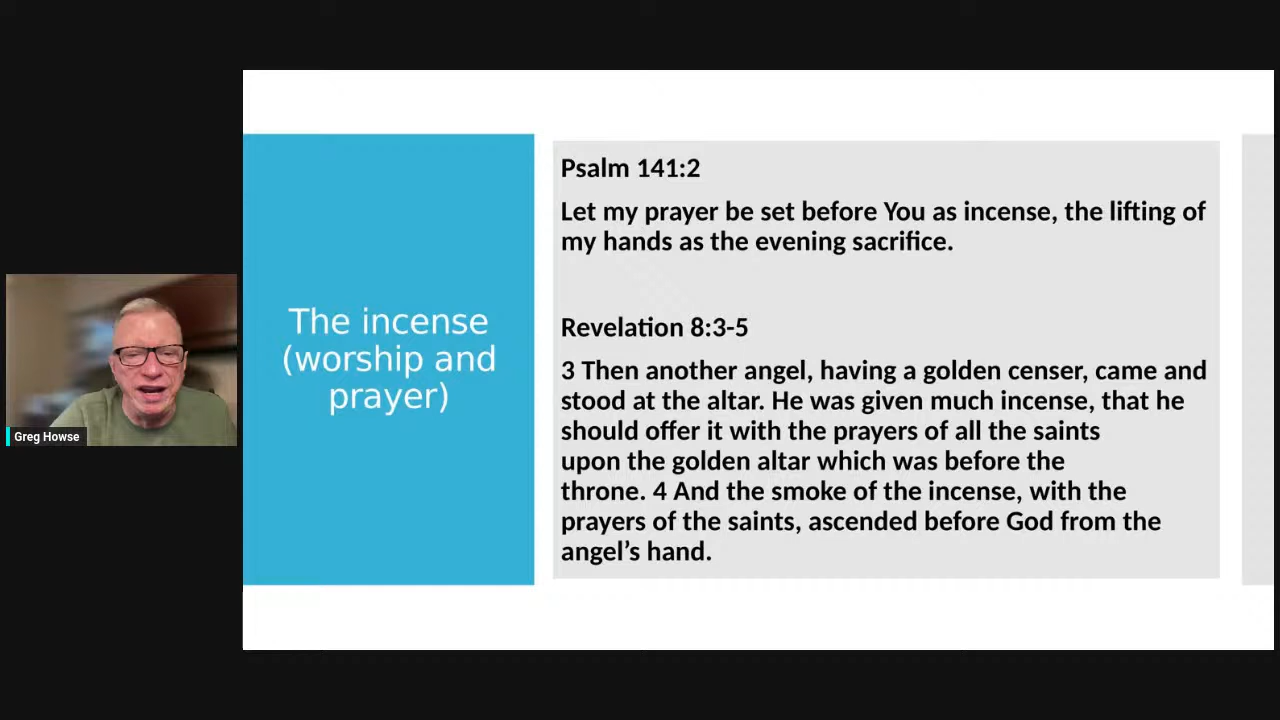 The incense
(worship and
prayer)
Psalm 141:2
Let my prayer be set before You as incense, the lifting of
my hands as the evening sacrifice.
Revelation 8:3-5
3 Then another angel, having a golden censer, came and
stood at the altar. He was given much incense, that he
should offer it with the prayers of all the saints
upon the golden altar which was before the
throne. 4 And the smoke of the incense, with the
prayers of the saints, ascended before God from the
angel’s hand.
Greg Howse